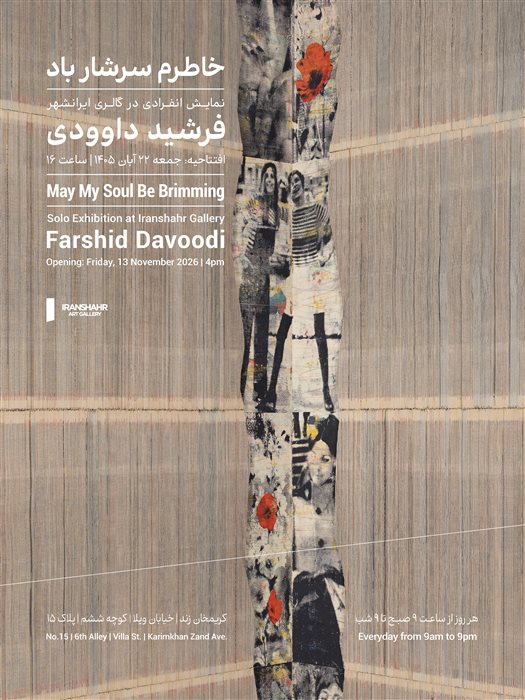 خاطرم سرشار باد
نمایش انفرادی در گالری ایرانشهر
فرشید داوودی
افتتاحیه: جمعه ۲۲ آبان ۱۴۰۵ | ساعت ۱۶
May My Soul Be Brimming
Solo Exhibition at Iranshahr Gallery
Farshid Davoodi
Opening: Friday, 13 November 2026 | 4pm
IRANSHAHR
ART GALLERY
کریمخان زند | خیابان ویلا | کوچه ششم | پلاک ۱۵
No.15 | 6th Alley | Villa St. | Karimkhan Zand Ave.
هر روز از ساعت ۹ صبح تا ۹ شب
Everyday from 9am to 9pm